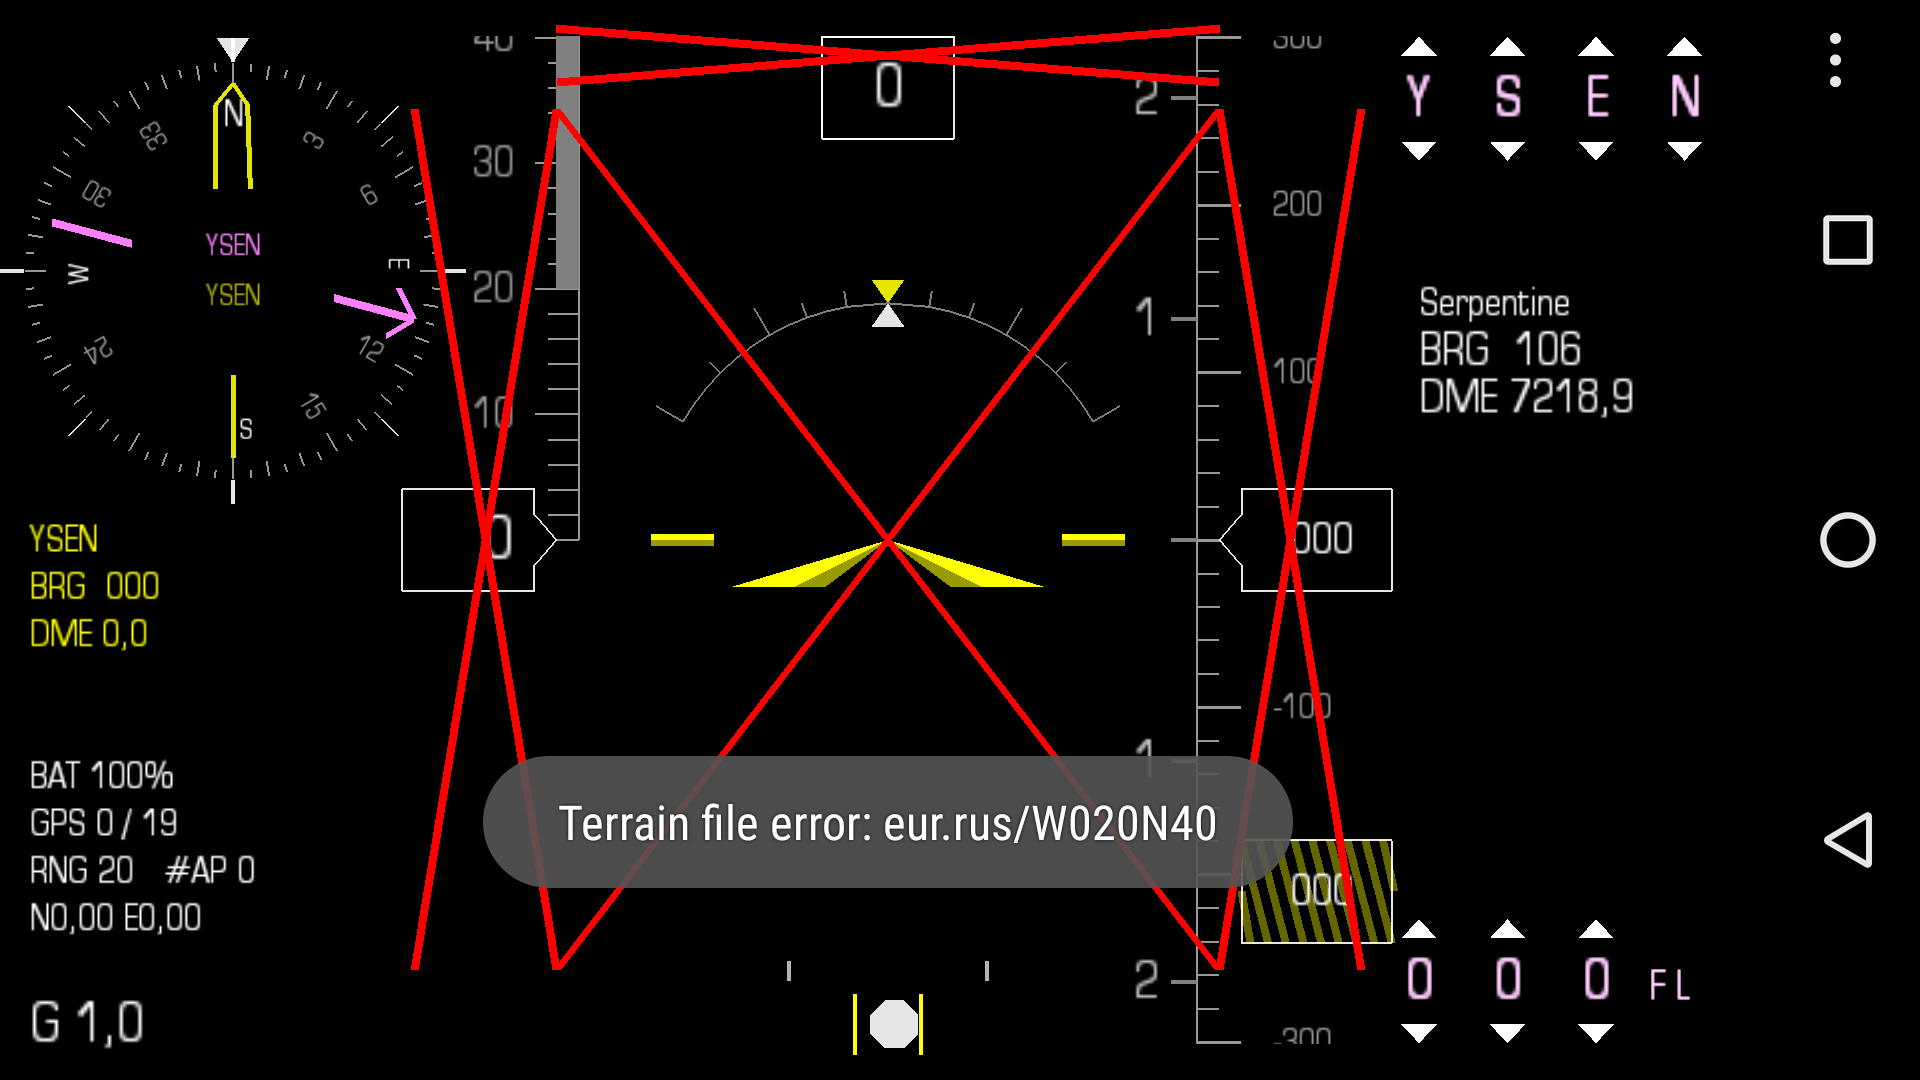 N
3
6
E
12
15
S
24
W
30
33
YSEN
YSEN
YSEN
BRG 000
DME 0,0
BAT 100%
GPS 0 / 19
RNG 20 #AP 0
N0,00 E0,00
G 1,0
40
30
20
10
0
0
2
1
1
2
300
200
100
000
-100
000
-300
Terrain file error: eur.rus/W020N40
Y S E N
Serpentine
BRG 106
DME 7218,9
0 0 0 FL